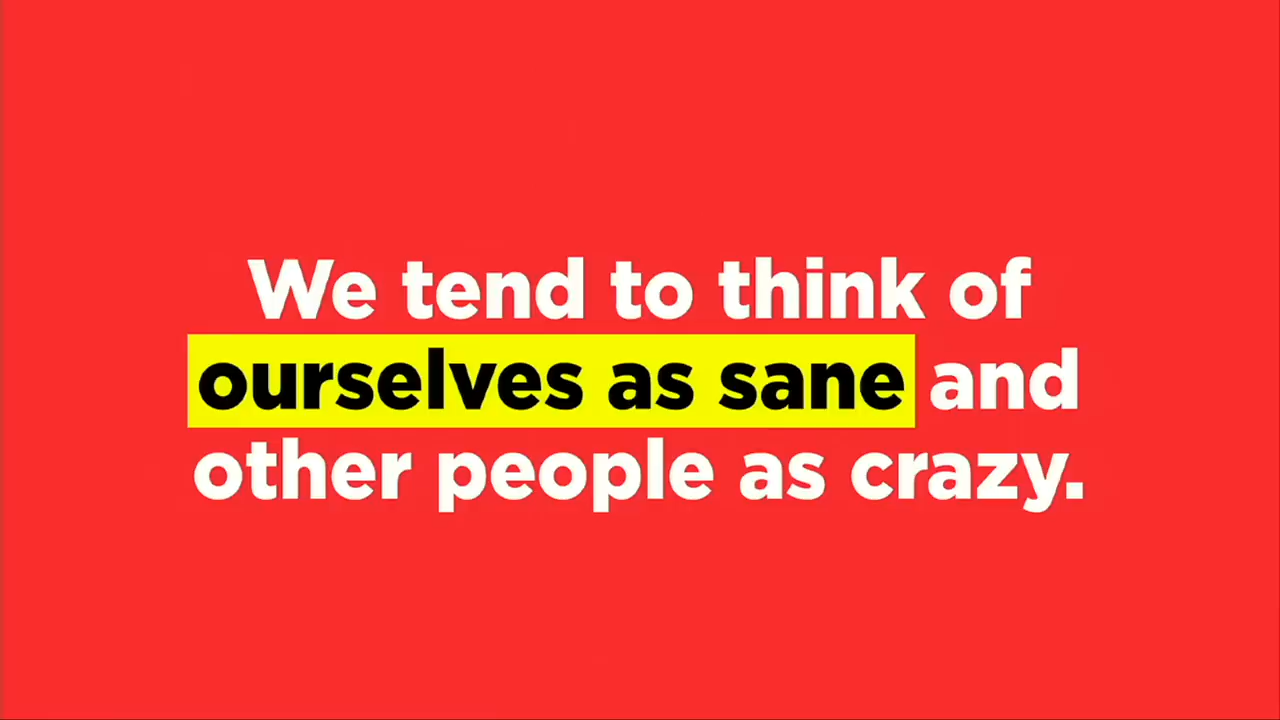 We tend to think of
ourselves as sane and
other people as crazy.